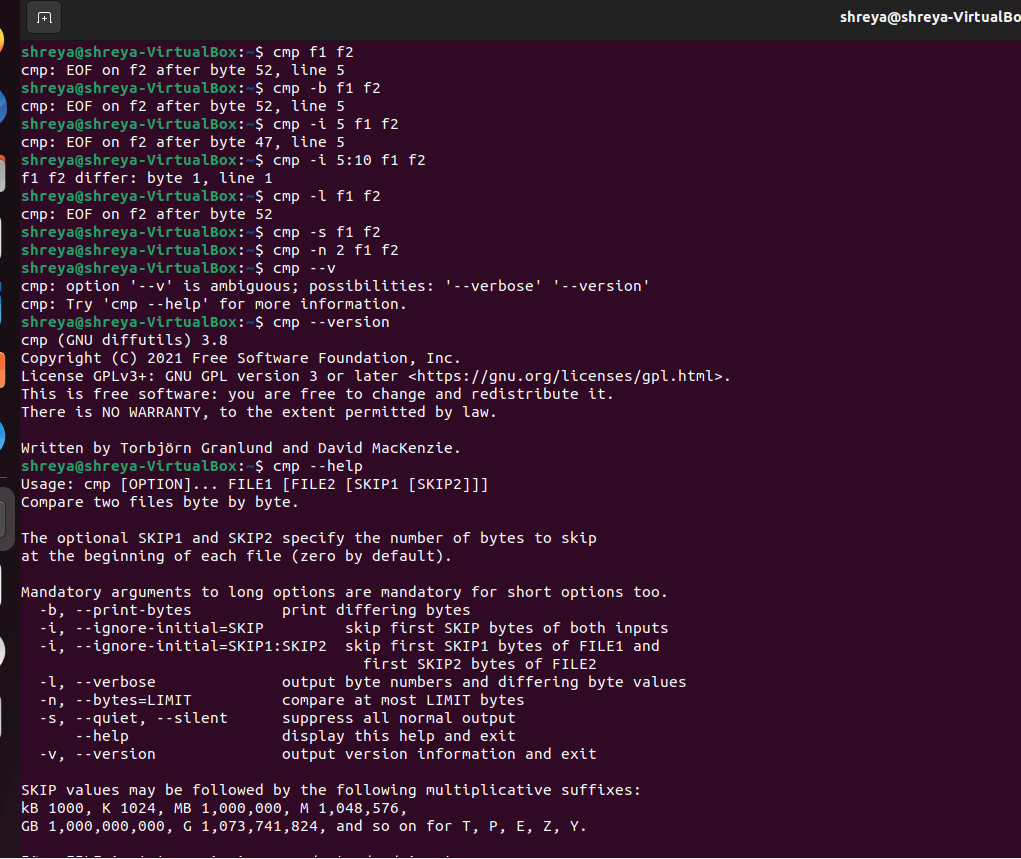 shreya@shreya-VirtualBo
shreya@shreya-VirtualBox:~$ cmp f1 f2
cmp: EOF on f2 after byte 52, line 5
shreya@shreya-VirtualBox:~$ cmp -b f1 f2
cmp: EOF on f2 after byte 52, line 5
shreya@shreya-VirtualBox:~$ cmp -i 5 f1 f2
cmp: EOF on f2 after byte 47, line 5
shreya@shreya-VirtualBox:~$ cmp -i 5:10 f1 f2
f1 f2 differ: byte 1, line 1
shreya@shreya-VirtualBox:~$ cmp -l f1 f2
cmp: EOF on f2 after byte 52
shreya@shreya-VirtualBox:~$ cmp -s f1 f2
shreya@shreya-VirtualBox:~$ cmp -n 2 f1 f2
shreya@shreya-VirtualBox:~$ cmp --v
cmp: option '--v' is ambiguous; possibilities: '--verbose' '--version'
cmp: Try 'cmp --help' for more information.
shreya@shreya-VirtualBox:~$ cmp --version
cmp (GNU diffutils) 3.8
Copyright (C) 2021 Free Software Foundation, Inc.
License GPLv3+: GNU GPL version 3 or later <https://gnu.org/licenses/gpl.html>.
This is free software: you are free to change and redistribute it.
There is NO WARRANTY, to the extent permitted by law.

Written by Torbjörn Granlund and David MacKenzie.
shreya@shreya-VirtualBox:~$ cmp --help
Usage: cmp [OPTION]... FILE1 [FILE2 [SKIP1 [SKIP2]]]
Compare two files byte by byte.

The optional SKIP1 and SKIP2 specify the number of bytes to skip
at the beginning of each file (zero by default).

Mandatory arguments to long options are mandatory for short options too.
  -b, --print-bytes          print differing bytes
  -i, --ignore-initial=SKIP         skip first SKIP bytes of both inputs
  -i, --ignore-initial=SKIP1:SKIP2  skip first SKIP1 bytes of FILE1 and
                                      first SKIP2 bytes of FILE2
  -l, --verbose              output byte numbers and differing byte values
  -n, --bytes=LIMIT          compare at most LIMIT bytes
  -s, --quiet, --silent      suppress all normal output
      --help                 display this help and exit
  -v, --version              output version information and exit

SKIP values may be followed by the following multiplicative suffixes:
kB 1000, K 1024, MB 1,000,000, M 1,048,576,
GB 1,000,000,000, G 1,073,741,824, and so on for T, P, E, Z, Y.